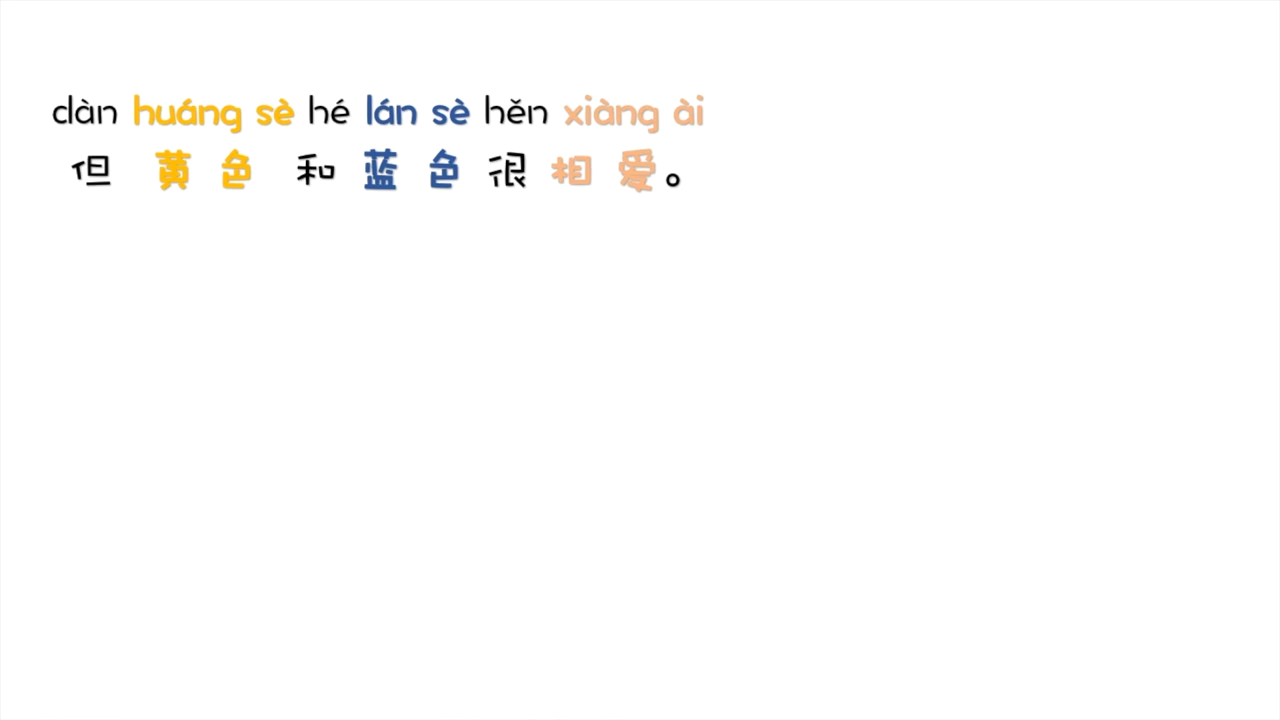 dàn huáng sè hé lán sè hěn xiàng ài
但 黄 色 和 蓝 色 很 相 爱。